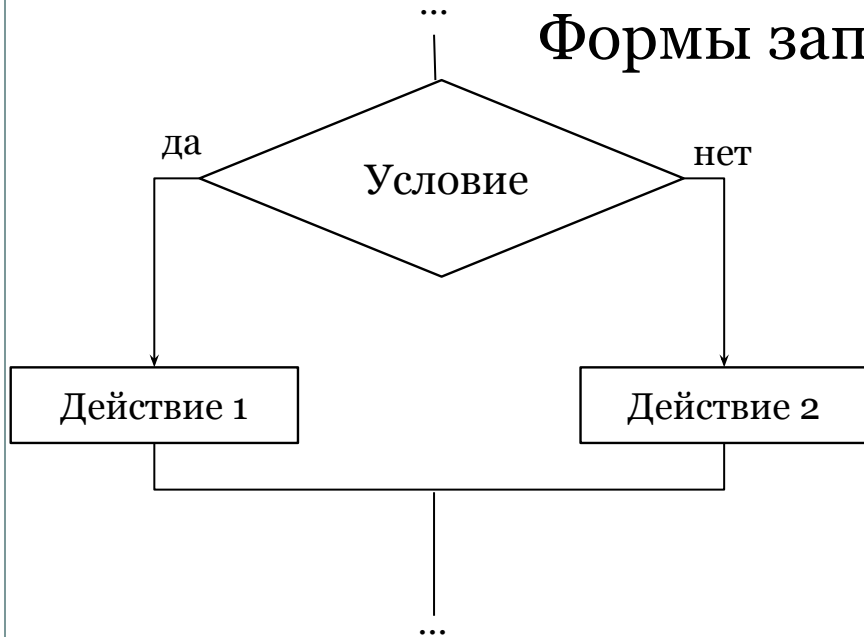 ...
Формы зап
да
нет
Условие
Действие 1
Действие 2
...